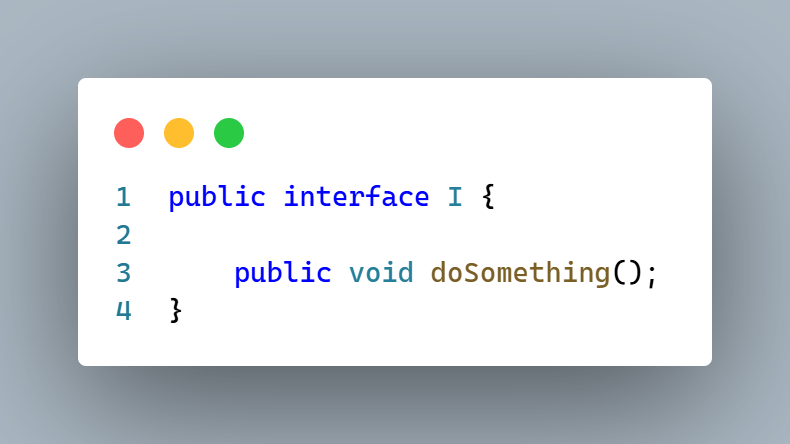 1 public interface I {
2
3     public void doSomething();
4 }